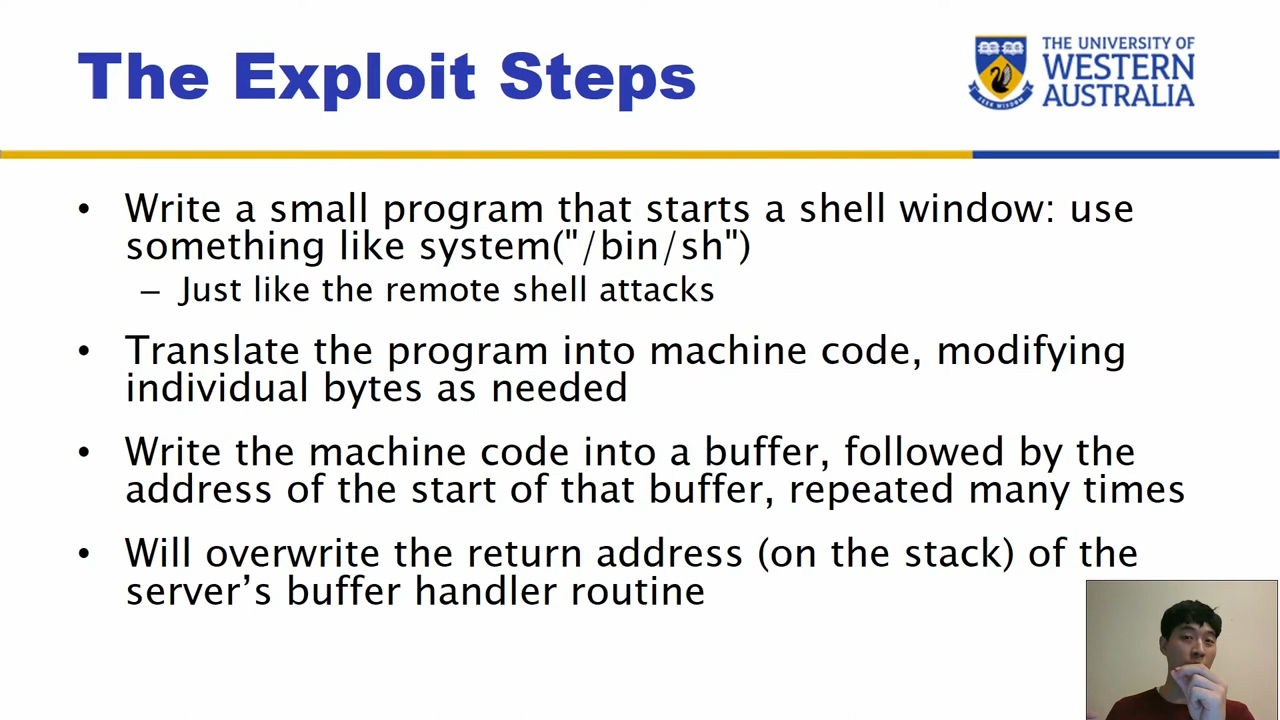 The Exploit Steps
THE UNIVERSITY OF
WESTERN
AUSTRALIA
SEEK WISDOM
• Write a small program that starts a shell window: use
something like system("/bin/sh")
– Just like the remote shell attacks
• Translate the program into machine code, modifying
individual bytes as needed
• Write the machine code into a buffer, followed by the
address of the start of that buffer, repeated many times
• Will overwrite the return address (on the stack) of the
server’s buffer handler routine